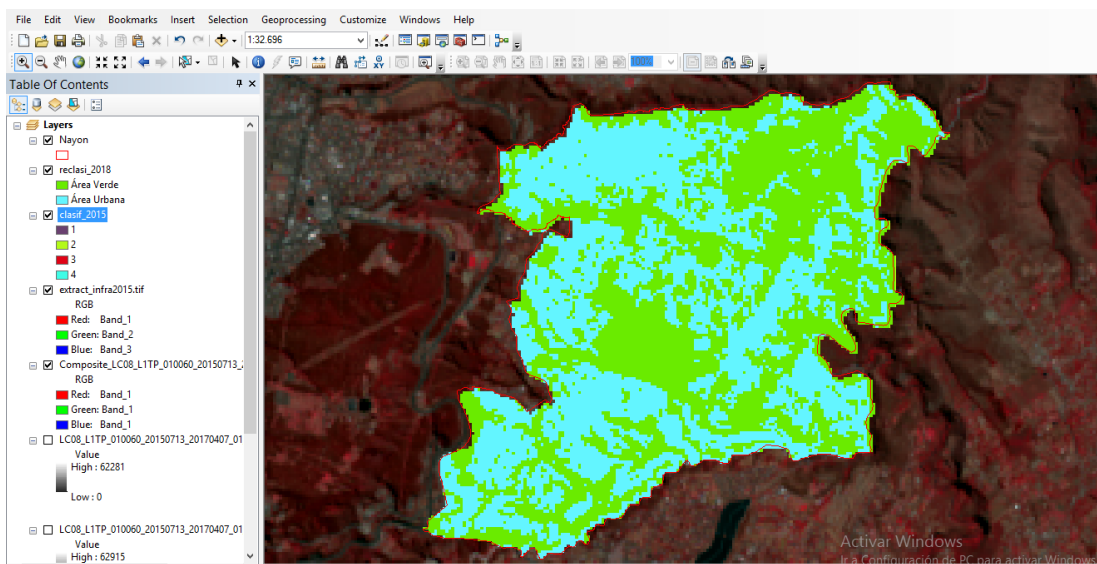 File Edit View Bookmarks Insert Selection Geoprocessing Customize Windows Help
1:32.696
100%
Table Of Contents
Layers
Nayon
reclasi_2018
Área Verde
Área Urbana
clasif_2015
1
2
3
4
extract_infra2015.tif
RGB
Red: Band_1
Green: Band_2
Blue: Band_3
Composite_LC08_L1TP_010060_20150713_2
RGB
Red: Band_1
Green: Band_1
Blue: Band_1
LC08_L1TP_010060_20150713_20170407_01
Value
High : 62281
Low : 0
LC08_L1TP_010060_20150713_20170407_01
Value
High : 62915
Activar Windows
Ir a Configuración de PC para activar Windows